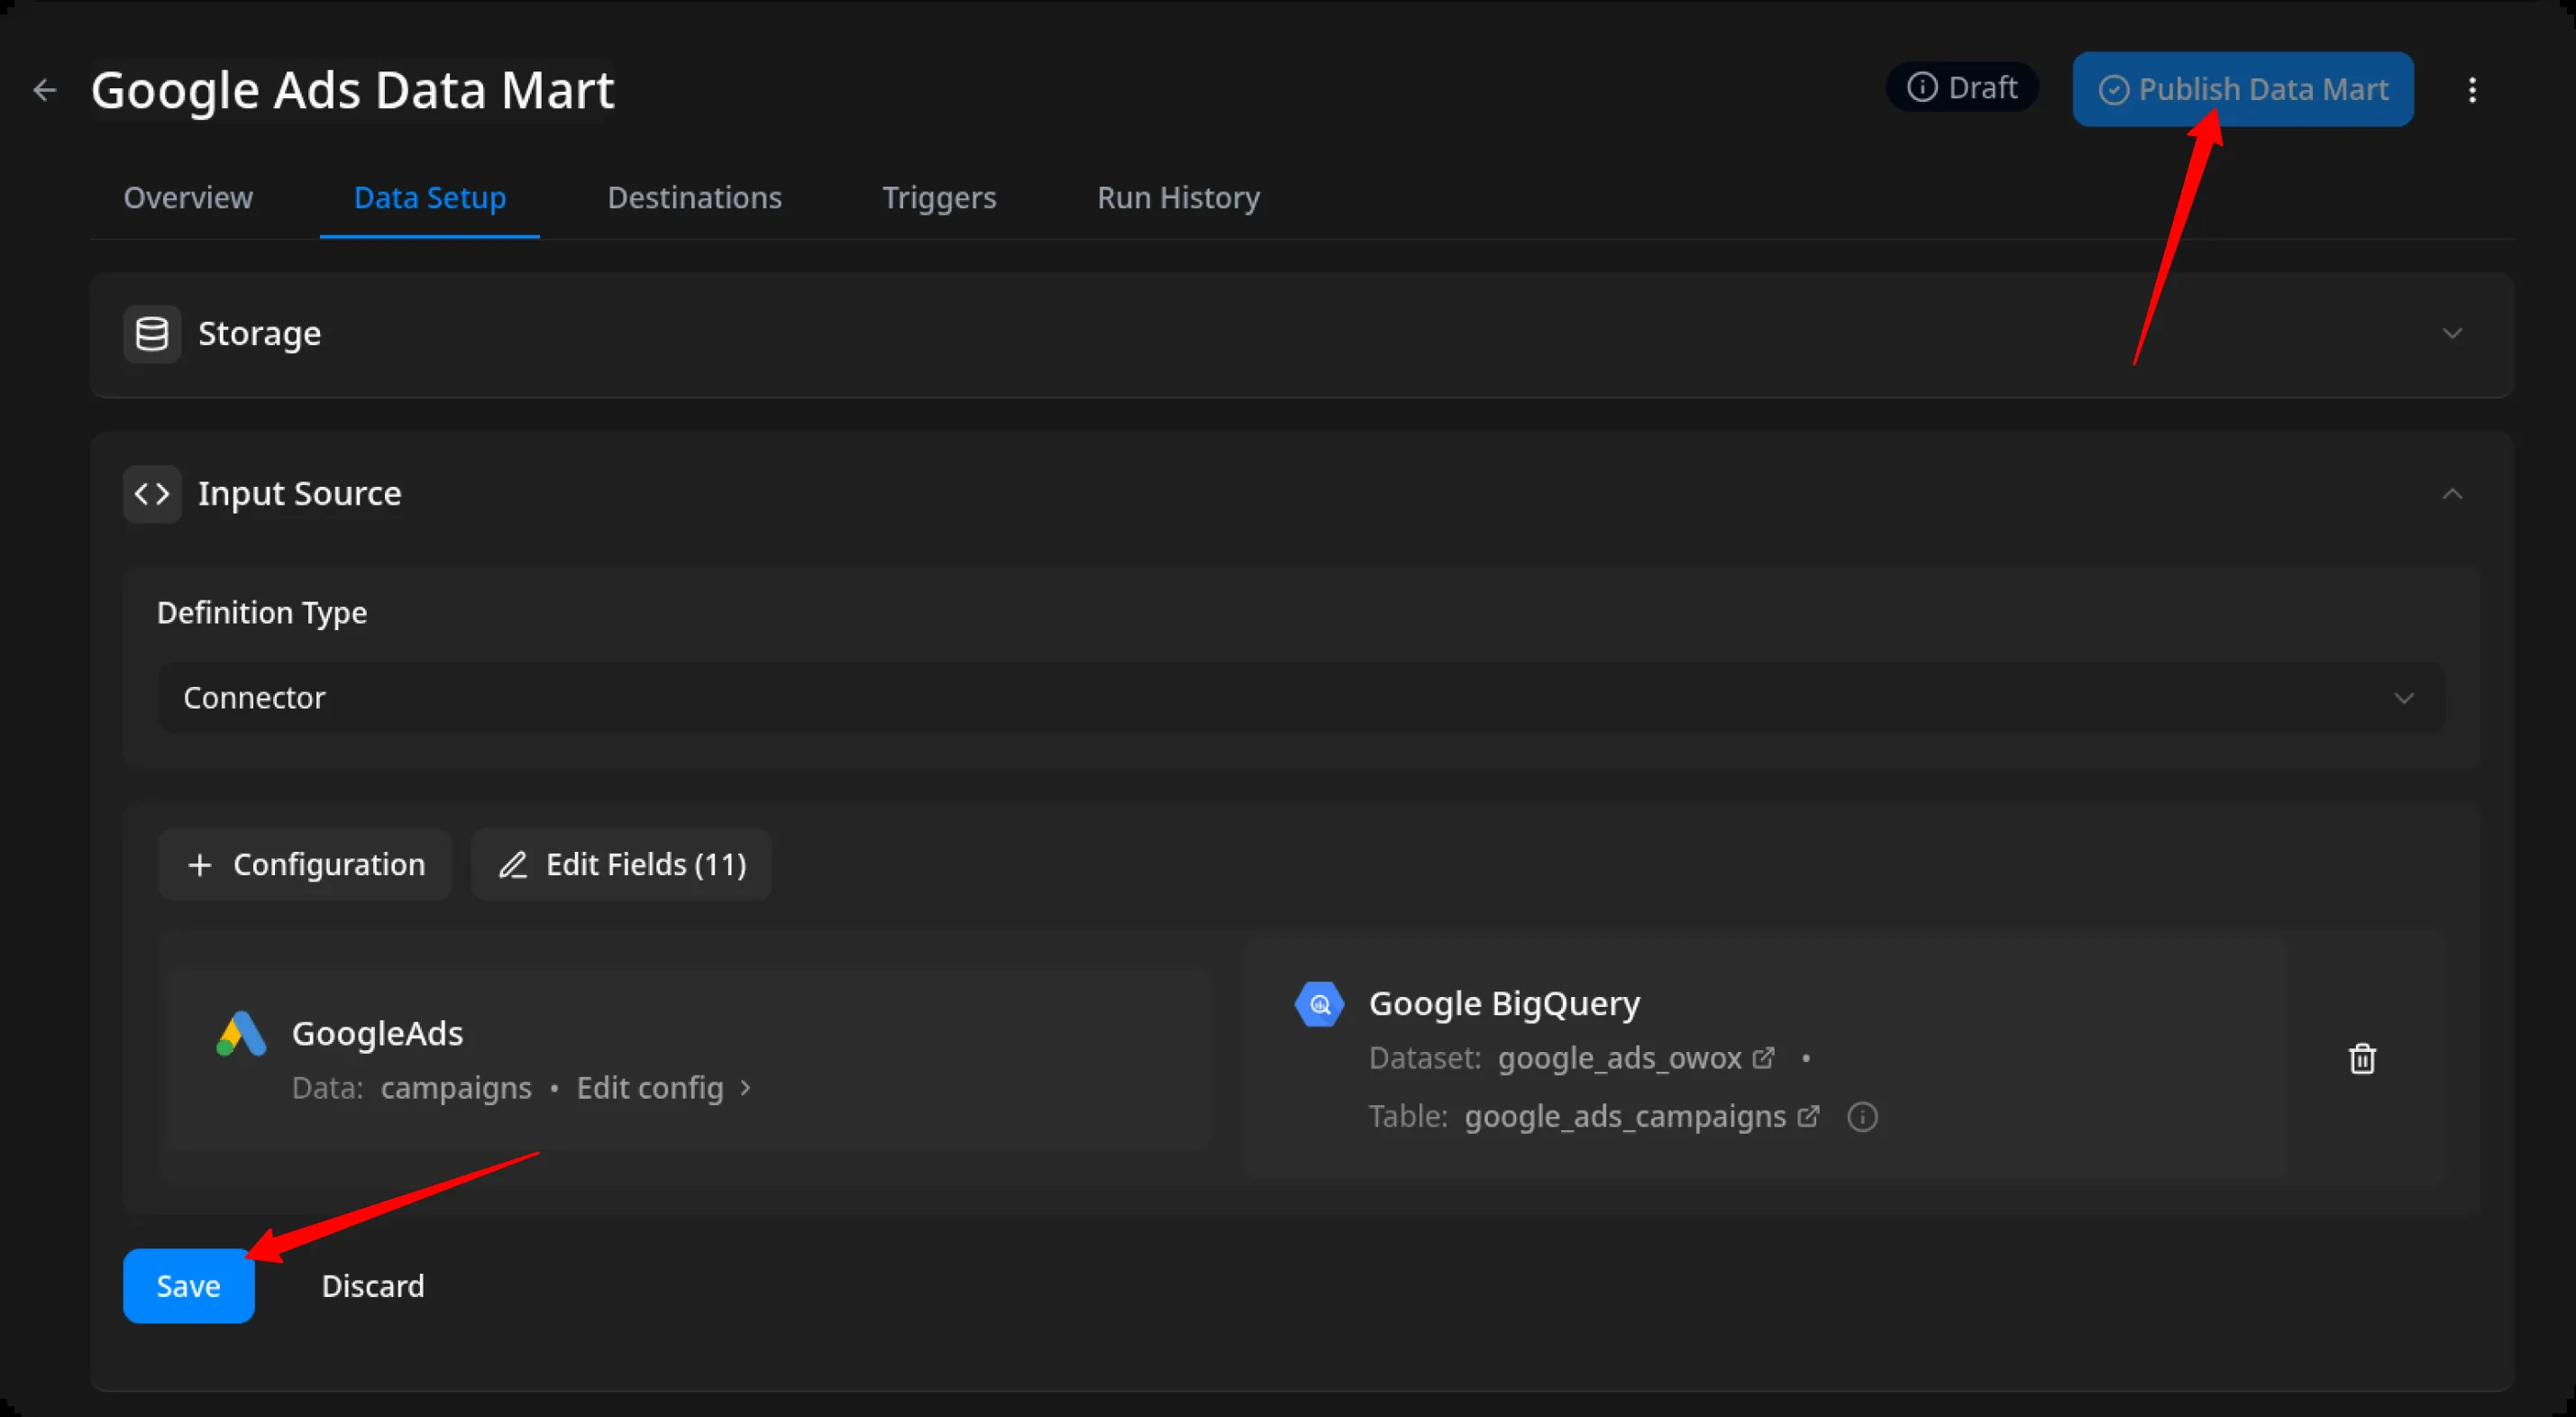 Google Ads Data Mart
Draft
Publish Data Mart
Overview
Data Setup
Destinations
Triggers
Run History
Storage
Input Source
Definition Type
Connector
Configuration
Edit Fields (11)
GoogleAds
Data: campaigns • Edit config
Google BigQuery
Dataset: google_ads_owox •
Table: google_ads_campaigns
Save
Discard